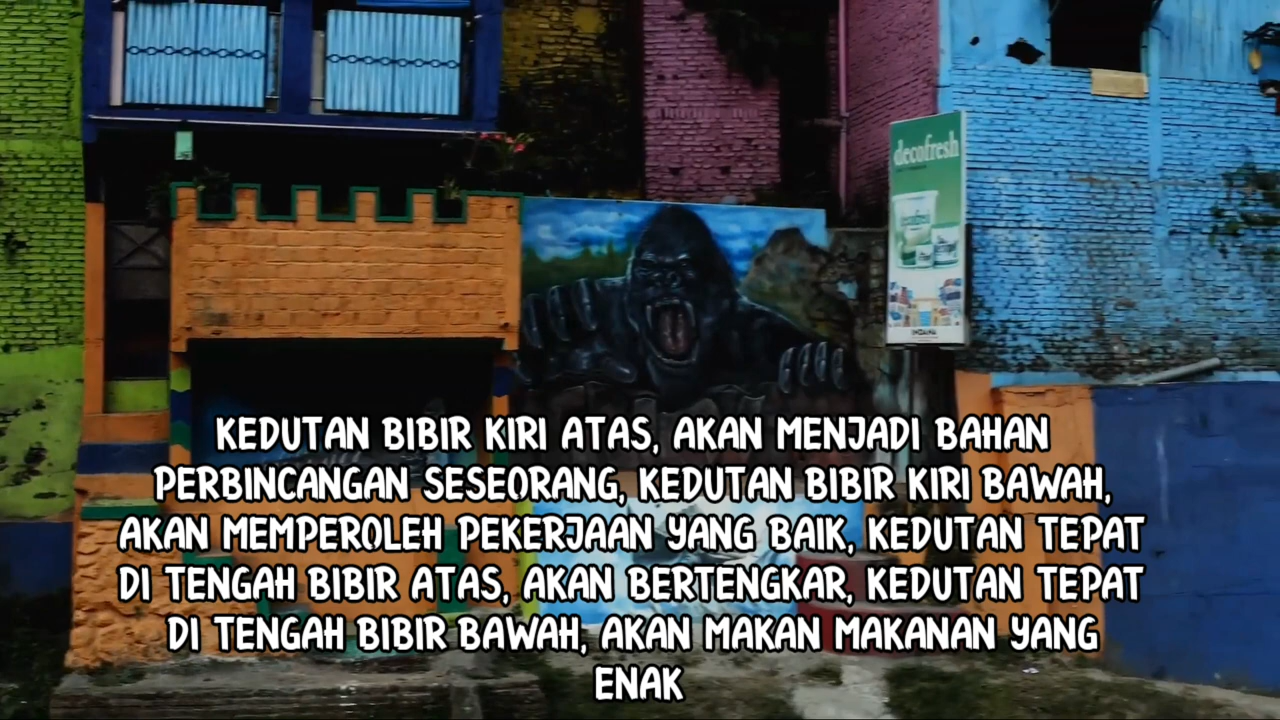 decofresh
INDANA
KEDUTAN BIBIR KIRI ATAS, AKAN MENJADI BAHAN
PERBINCANGAN SESEORANG, KEDUTAN BIBIR KIRI BAWAH,
AKAN MEMPEROLEH PEKERJAAN YANG BAIK, KEDUTAN TEPAT
DI TENGAH BIBIR ATAS, AKAN BERTENGKAR, KEDUTAN TEPAT
DI TENGAH BIBIR BAWAH, AKAN MAKAN MAKANAN YANG
ENAK